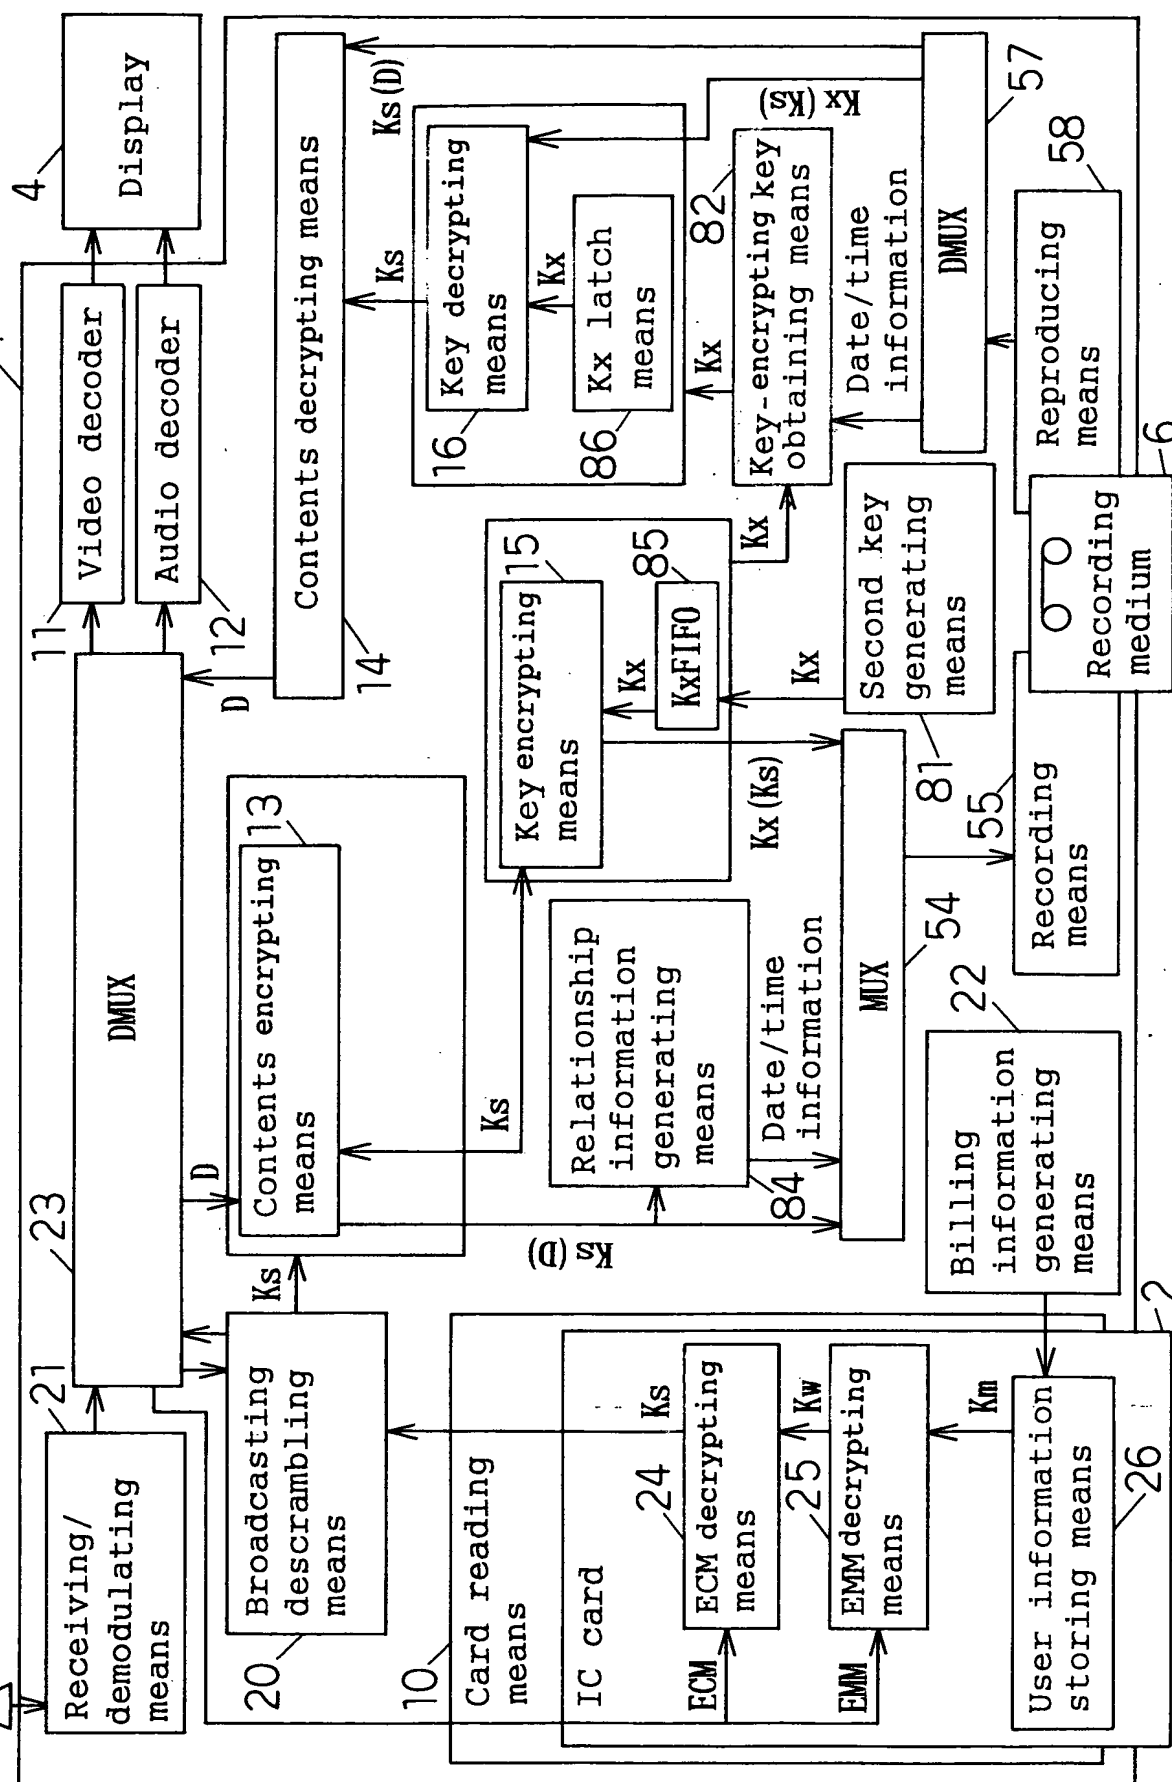 4
Display
Video decoder
11
Audio decoder
12
23
DMUX
21
Receiving/
demodulating
means
D
D
Contents decrypting means
14
Ks(D)
Ks
Key decrypting
means
16
Kx
Kx latch
means
86
Kx(Ks)
82
Key-encrypting key
obtaining means
Kx
Date/time
information
DMUX
57
58
Reproducing
means
Kx
15
Key encrypting
means
85
KxFIFO
Kx
Kx
Second key
generating
means
81
Kx(Ks)
13
Contents encrypting
means
Ks
Ks
Ks(D)
Relationship
information
generating
means
84
Date/time
information
MUX
54
55
Recording
means
6
Recording
medium
22
Billing
information
generating
means
Broadcasting
descrambling
means
20
10
Card reading
means
IC card
2
Ks
24
ECM decrypting
means
ECM
Kw
25
EMM decrypting
means
EMM
Km
User information
storing means
26